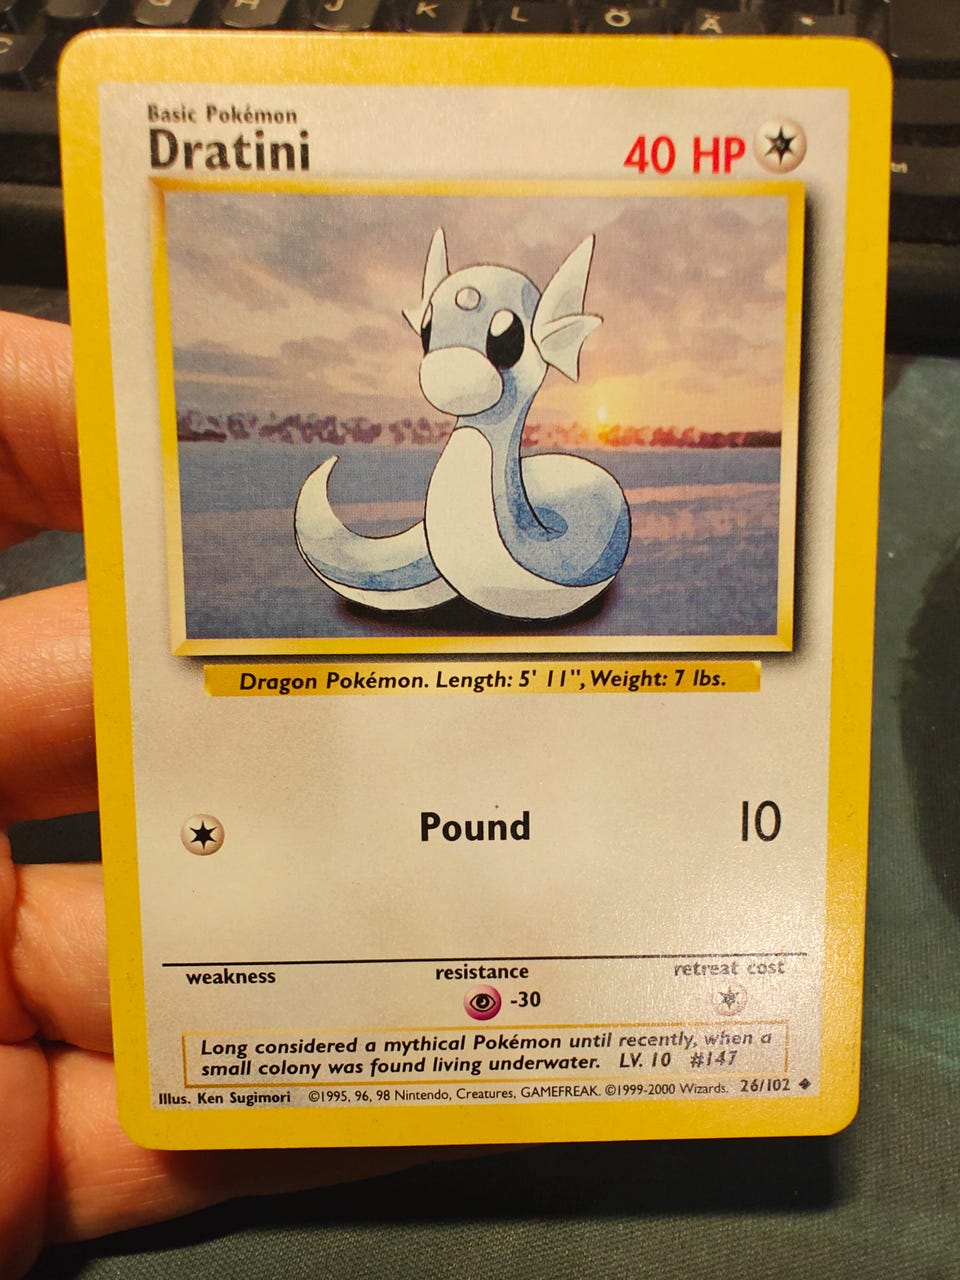 G H J K L Ö Ä
Basic Pokémon
Dratini
40 HP
Dragon Pokémon. Length: 5' 11", Weight: 7 lbs.
Pound 10
weakness resistance retreat cost
-30
Long considered a mythical Pokémon until recently, when a
small colony was found living underwater. LV. 10 #147
Illus. Ken Sugimori ©1995, 96, 98 Nintendo, Creatures, GAMEFREAK. ©1999-2000 Wizards. 26/102